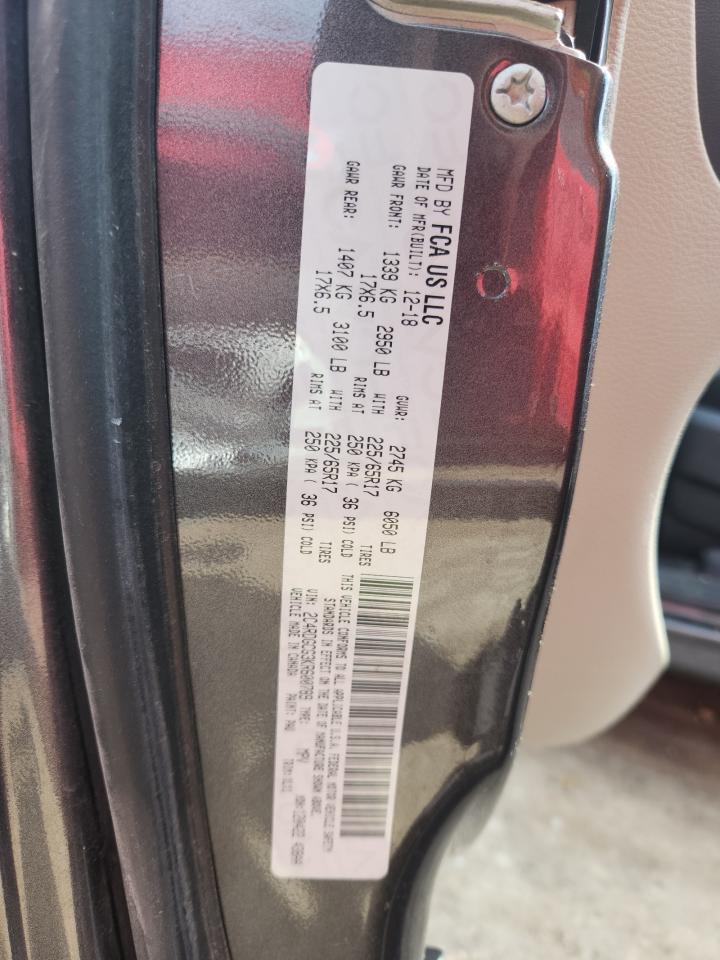 MFD BY FCA US LLC
DATE OF MFR(BUILT): 12-18 GVWR: 2745 KG 6050 LB
GAWR FRONT: 1339 KG 2950 LB WITH 225/65R17 TIRES
17X6.5 RIMS AT 250 KPA ( 36 PSI) COLD
GAWR REAR: 1407 KG 3100 LB WITH 225/65R17 TIRES
17X6.5 RIMS AT 250 KPA ( 36 PSI) COLD
THIS VEHICLE CONFORMS TO ALL APPLICABLE U.S.A. FEDERAL MOTOR VEHICLE SAFETY
STANDARDS IN EFFECT ON THE DATE OF MANUFACTURE SHOWN ABOVE.
VIN: TYPE: MPV
VEHICLE MADE IN CANADA PAINT: PAU